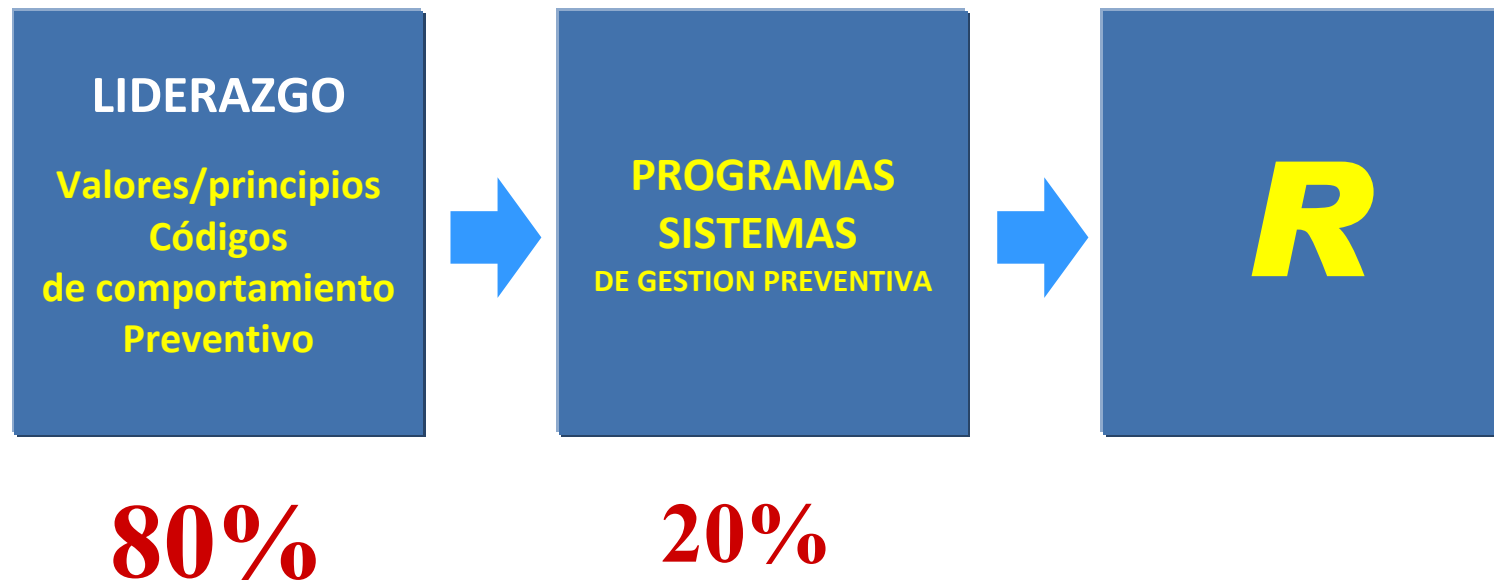 LIDERAZGO
Valores/principios
Códigos
de comportamiento
Preventivo
80%
PROGRAMAS
SISTEMAS
DE GESTION PREVENTIVA
20%
R